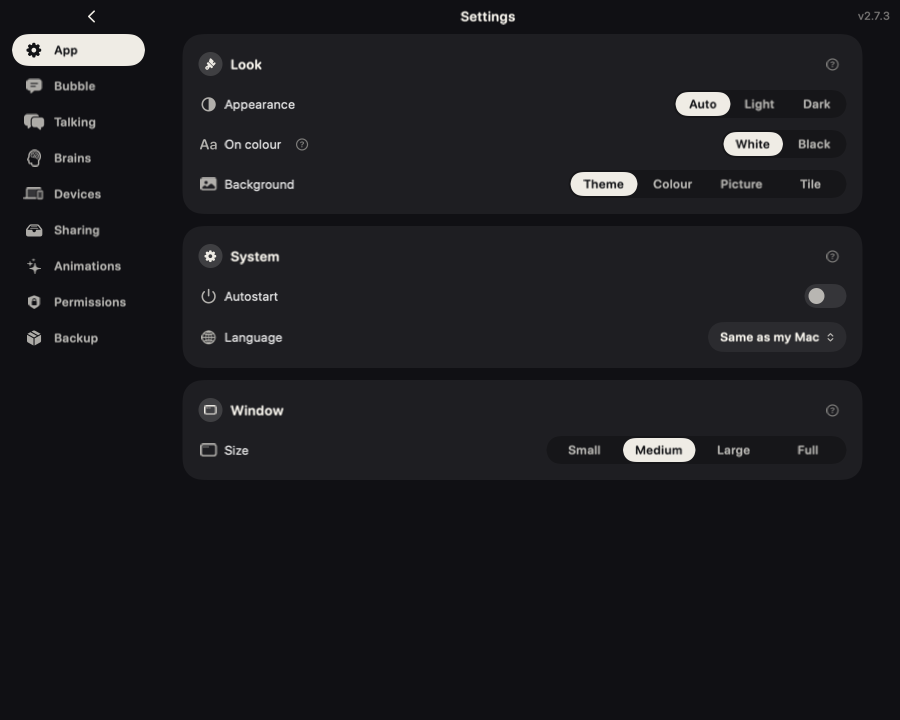 Settings
v2.7.3
App
Bubble
Talking
Brains
Devices
Sharing
Animations
Permissions
Backup
Look
Appearance
Auto Light Dark
Aa On colour
White Black
Background
Theme Colour Picture Tile
System
Autostart
Language
Same as my Mac
Window
Size
Small Medium Large Full